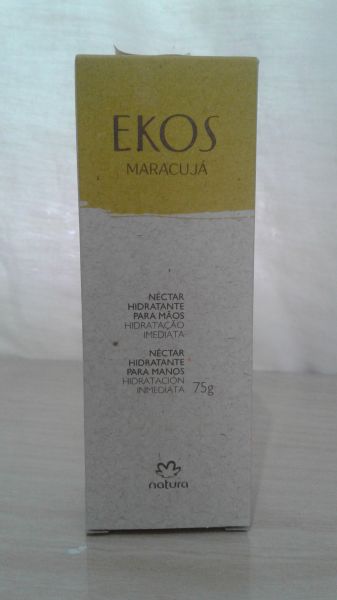 EKOS
MARACUJÁ
NÉCTAR
HIDRATANTE
PARA MÃOS
HIDRATAÇÃO
IMEDIATA
NÉCTAR
HIDRATANTE
PARA MANOS
HIDRATACIÓN
INMEDIATA 75g
natura